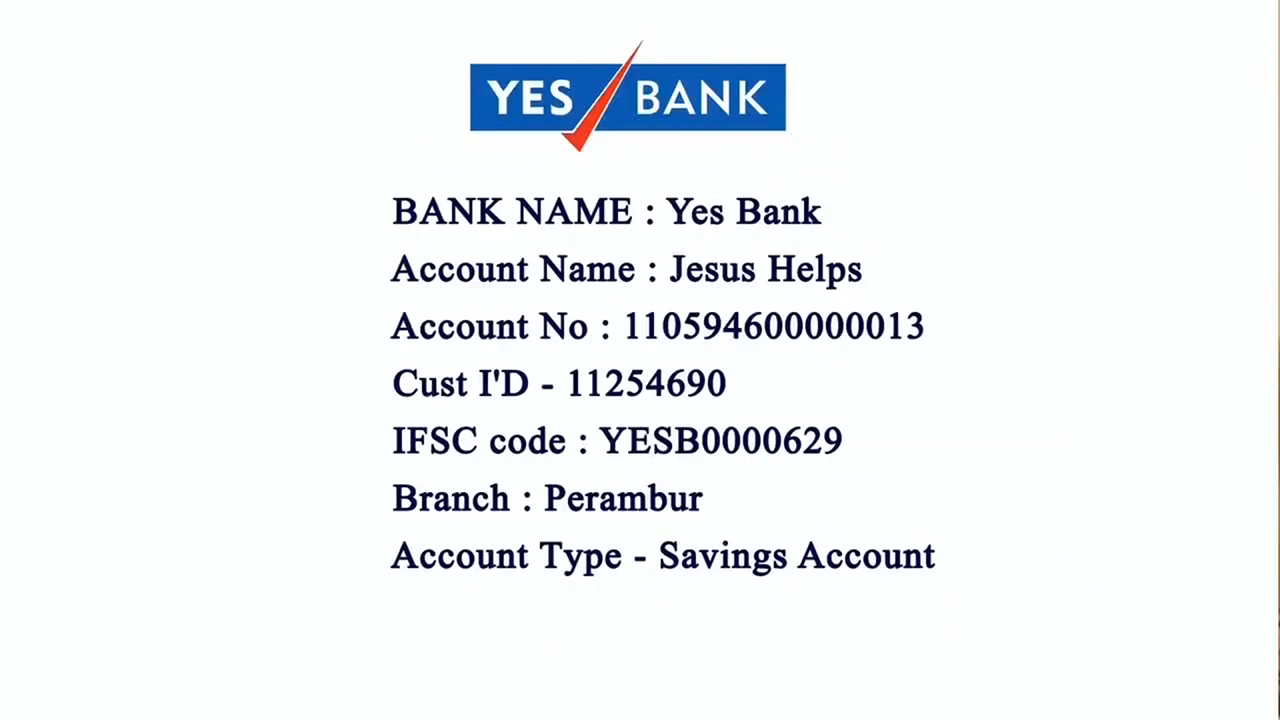 YES BANK
BANK NAME : Yes Bank
Account Name : Jesus Helps
Account No : 110594600000013
Cust I'D - 11254690
IFSC code : YESB0000629
Branch : Perambur
Account Type - Savings Account